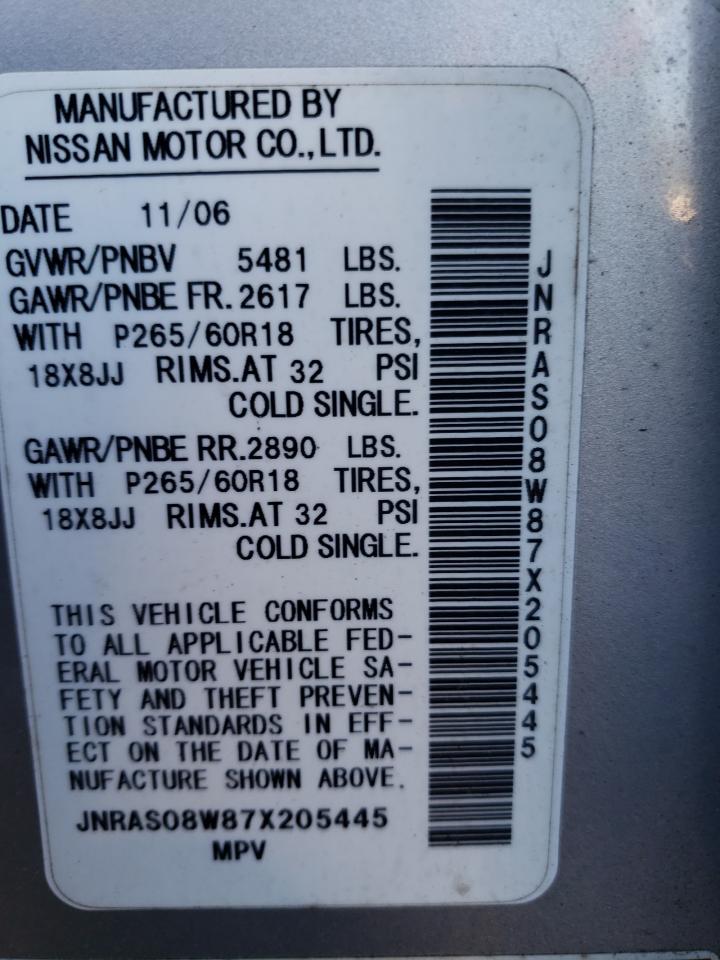 MANUFACTURED BY
NISSAN MOTOR CO.,LTD.
DATE 11/06
GVWR/PNBV 5481 LBS.
GAWR/PNBE FR. 2617 LBS.
WITH P265/60R18 TIRES,
18X8JJ RIMS.AT 32 PSI
COLD SINGLE.
GAWR/PNBE RR. 2890 LBS.
WITH P265/60R18 TIRES,
18X8JJ RIMS.AT 32 PSI
COLD SINGLE.
THIS VEHICLE CONFORMS
TO ALL APPLICABLE FED-
ERAL MOTOR VEHICLE SA-
FETY AND THEFT PREVEN-
TION STANDARDS IN EFF-
ECT ON THE DATE OF MA-
NUFACTURE SHOWN ABOVE.
JNRAS08W87X205445
MPV
JNRAS08W87X205445